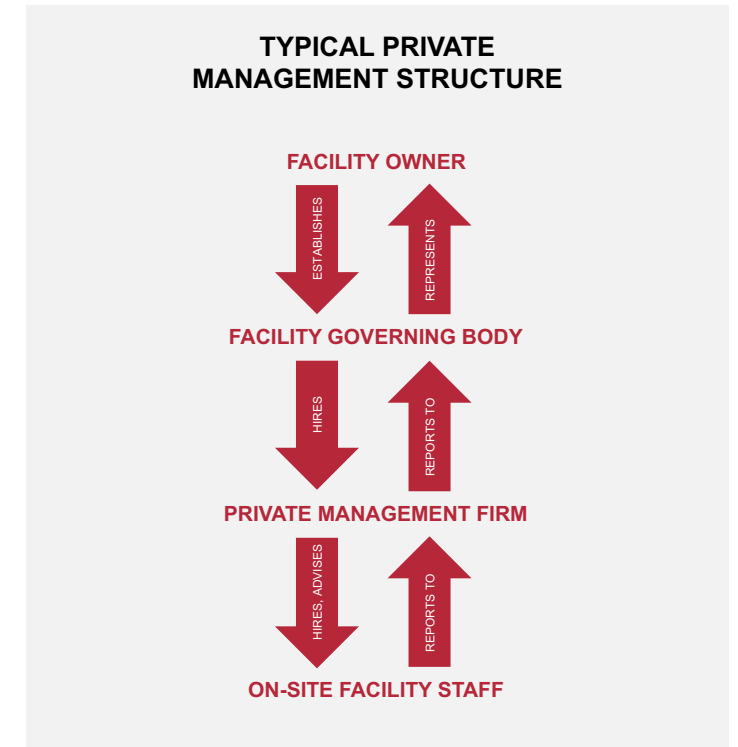 TYPICAL PRIVATE
MANAGEMENT STRUCTURE
FACILITY OWNER
ESTABLISHES
REPRESENTS
FACILITY GOVERNING BODY
HIRES
REPORTS TO
PRIVATE MANAGEMENT FIRM
HIRES, ADVISES
REPORTS TO
ON-SITE FACILITY STAFF